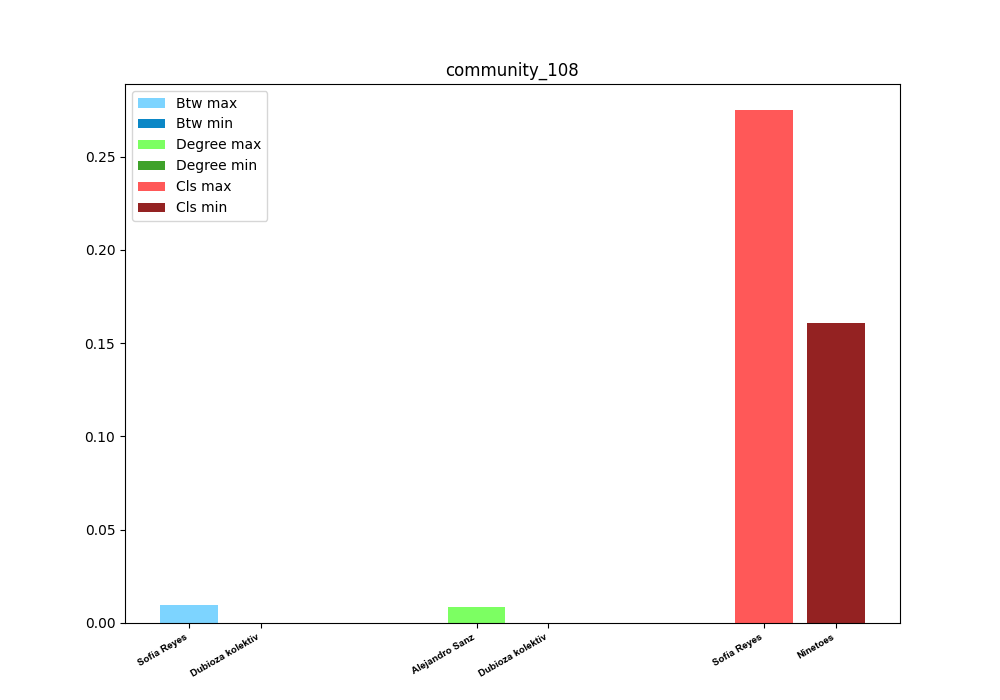 community_108
Btw max
Btw min
Degree max
Degree min
Cls max
Cls min
0.25
0.20
0.15
0.10
0.05
0.00
Sofia Reyes
Dubioza kolektiv
Alejandro Sanz
Dubioza kolektiv
Sofia Reyes
Ninetoes